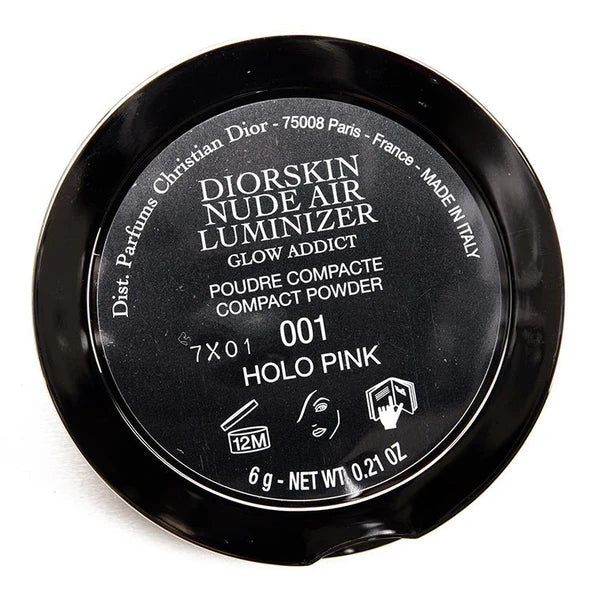 Dist. Parfums Christian Dior - 75008 Paris - France - MADE IN ITALY
DIORSKIN
NUDE AIR
LUMINIZER
GLOW ADDICT
POUDRE COMPACTE
COMPACT POWDER
7X01 001
HOLO PINK
12M
6 g - NET WT. 0.21 OZ